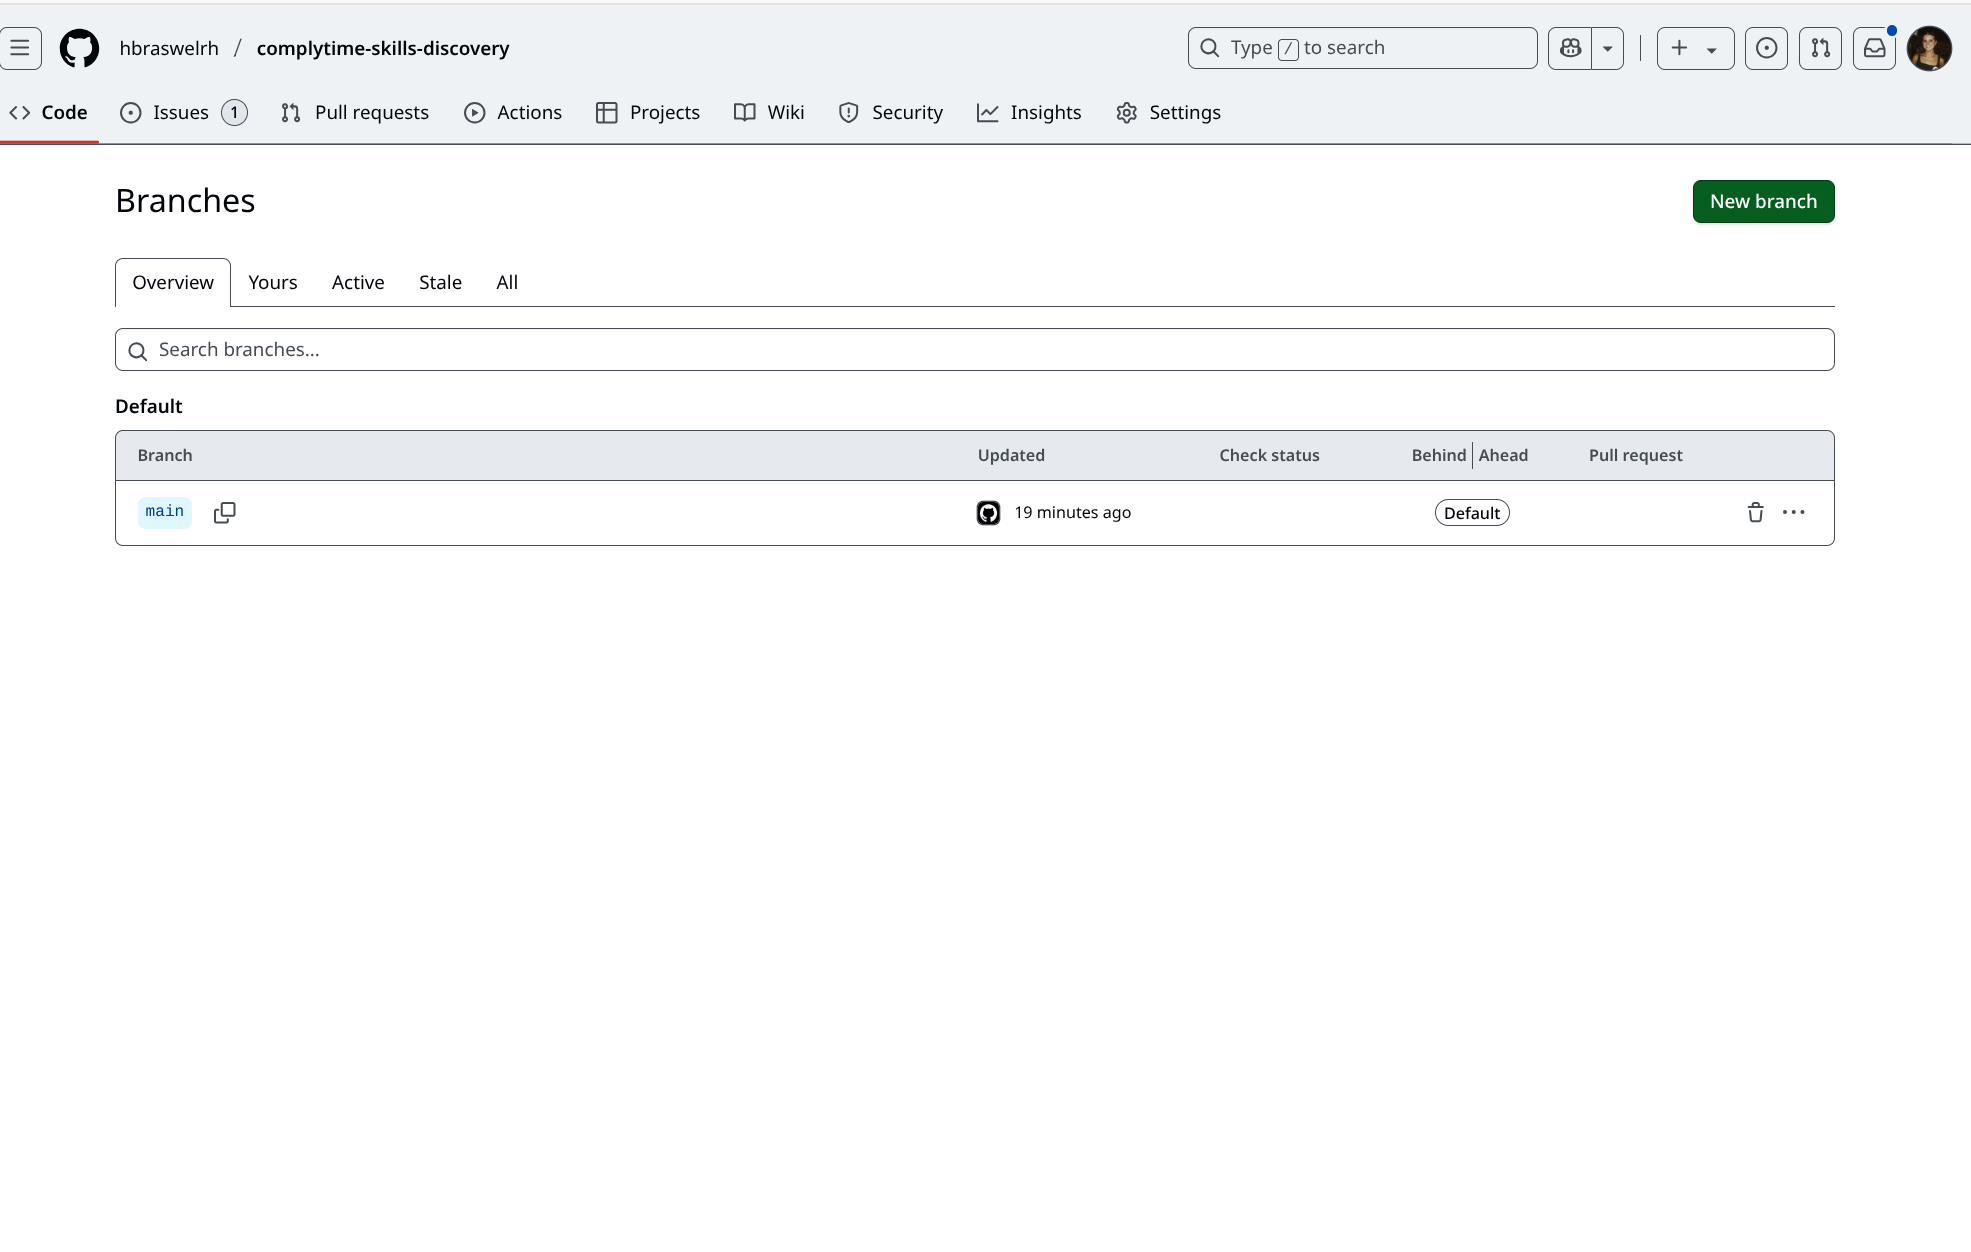 hbraswelrh / complytime-skills-discovery
Type / to search
Code
Issues 1
Pull requests
Actions
Projects
Wiki
Security
Insights
Settings
Branches
New branch
Overview
Yours
Active
Stale
All
Search branches...
Default
Branch Updated Check status Behind Ahead Pull request
main 19 minutes ago Default